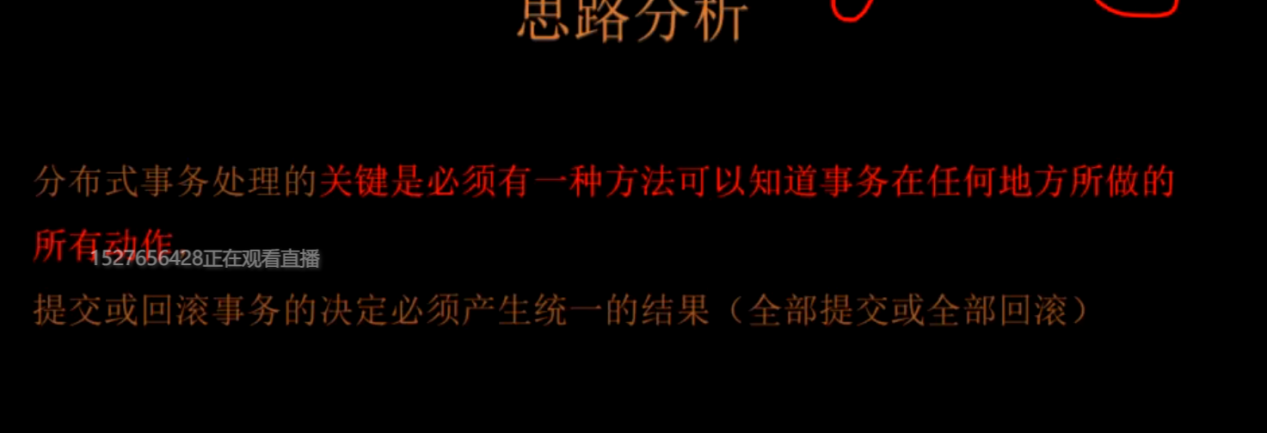 思路分析
分布式事务处理的关键是必须有一种方法可以知道事务在任何地方所做的
所有动作。
1527656428正在观看直播
提交或回滚事务的决定必须产生统一的结果（全部提交或全部回滚）